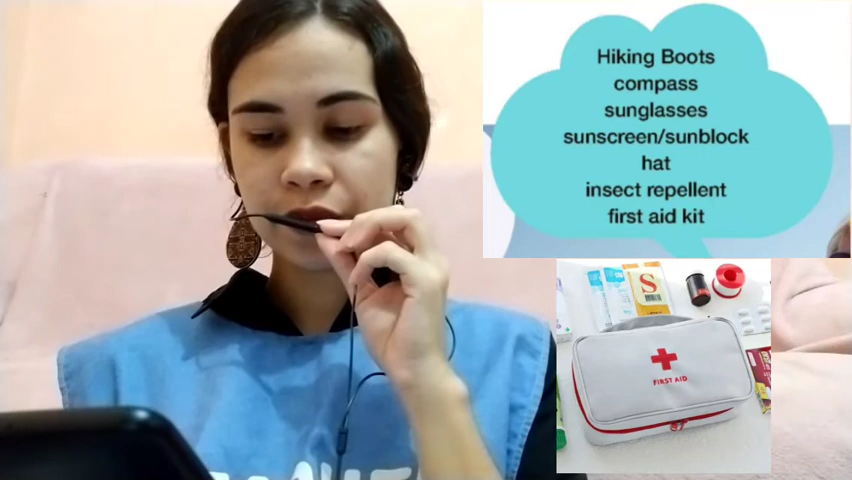 Hiking Boots
compass
sunglasses
sunscreen/sunblock
hat
insect repellent
first aid kit
S
FIRST AID